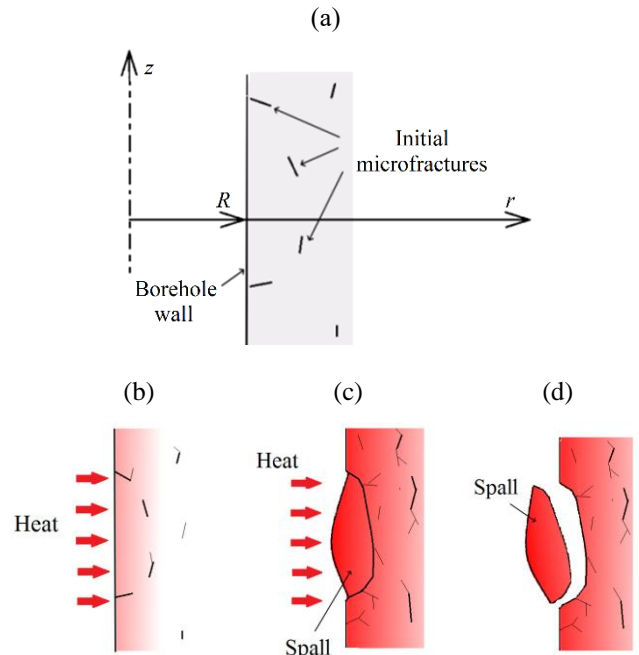 (a)
z
Initial
microfractures
R
r
Borehole
wall
(b)
(c)
(d)
Heat
Heat
Spall
Spall